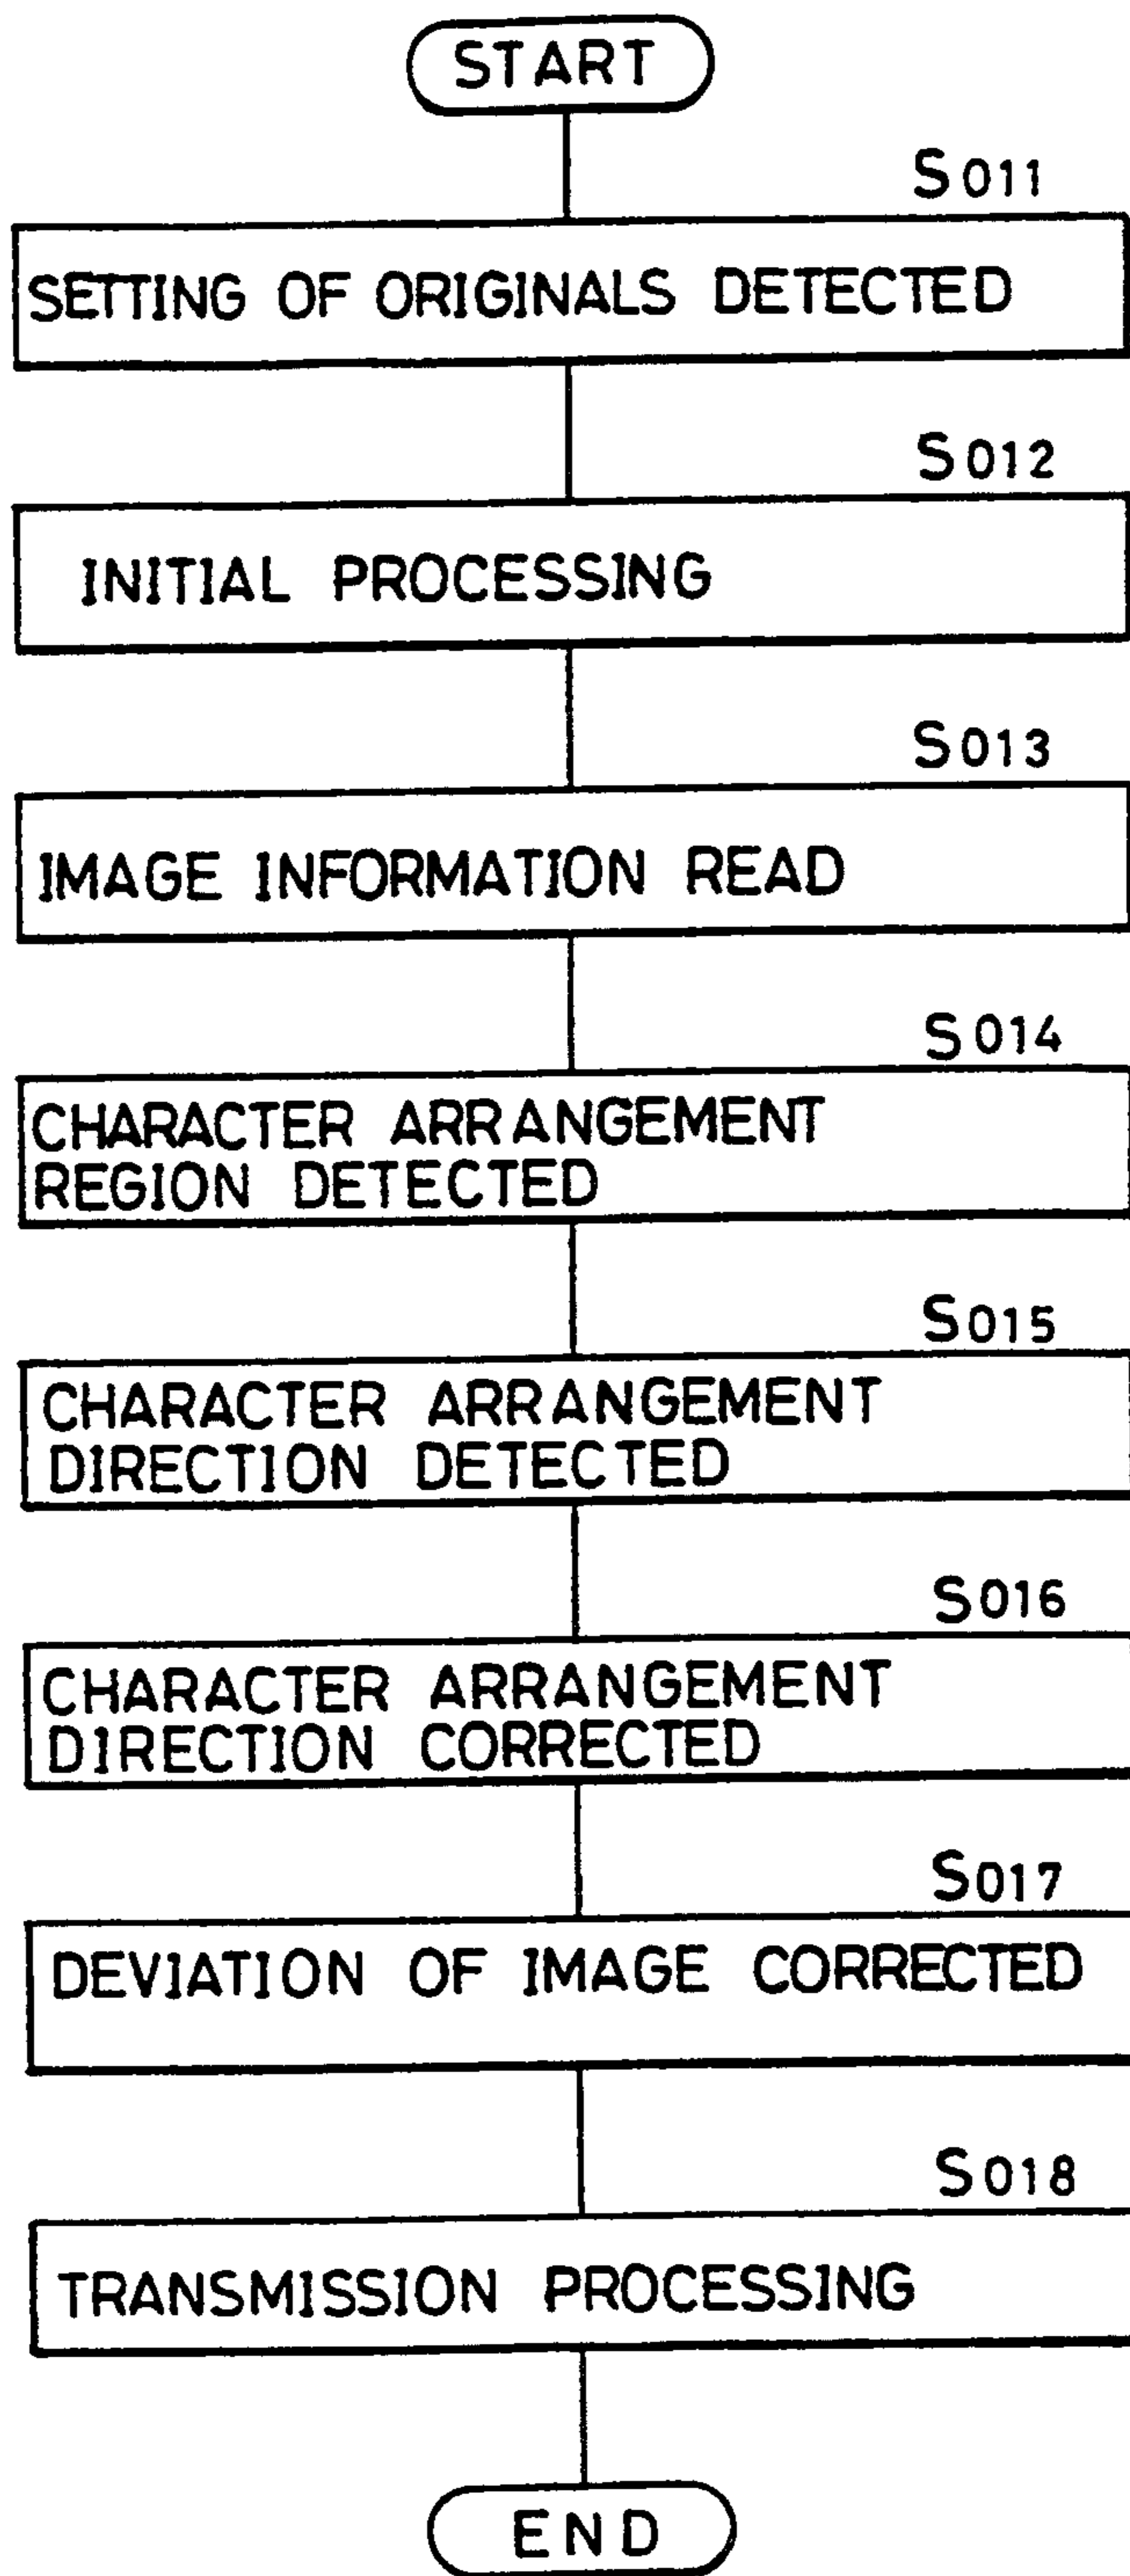 START
S011
SETTING OF ORIGINALS DETECTED
S012
INITIAL PROCESSING
S013
IMAGE INFORMATION READ
S014
CHARACTER ARRANGEMENT
REGION DETECTED
S015
CHARACTER ARRANGEMENT
DIRECTION DETECTED
S016
CHARACTER ARRANGEMENT
DIRECTION CORRECTED
S017
DEVIATION OF IMAGE CORRECTED
S018
TRANSMISSION PROCESSING
END